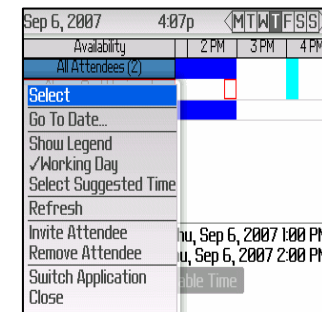 Sep 6, 2007 4:07p MTWTFSS
Availability 2 PM 3 PM 4 PM
All Attendees (2)
Select
Go To Date...
Show Legend
✓Working Day
Select Suggested Time
Refresh
Invite Attendee
Remove Attendee
Switch Application
Close
hu, Sep 6, 2007 1:00 PM
u, Sep 6, 2007 2:00 PM
able Time